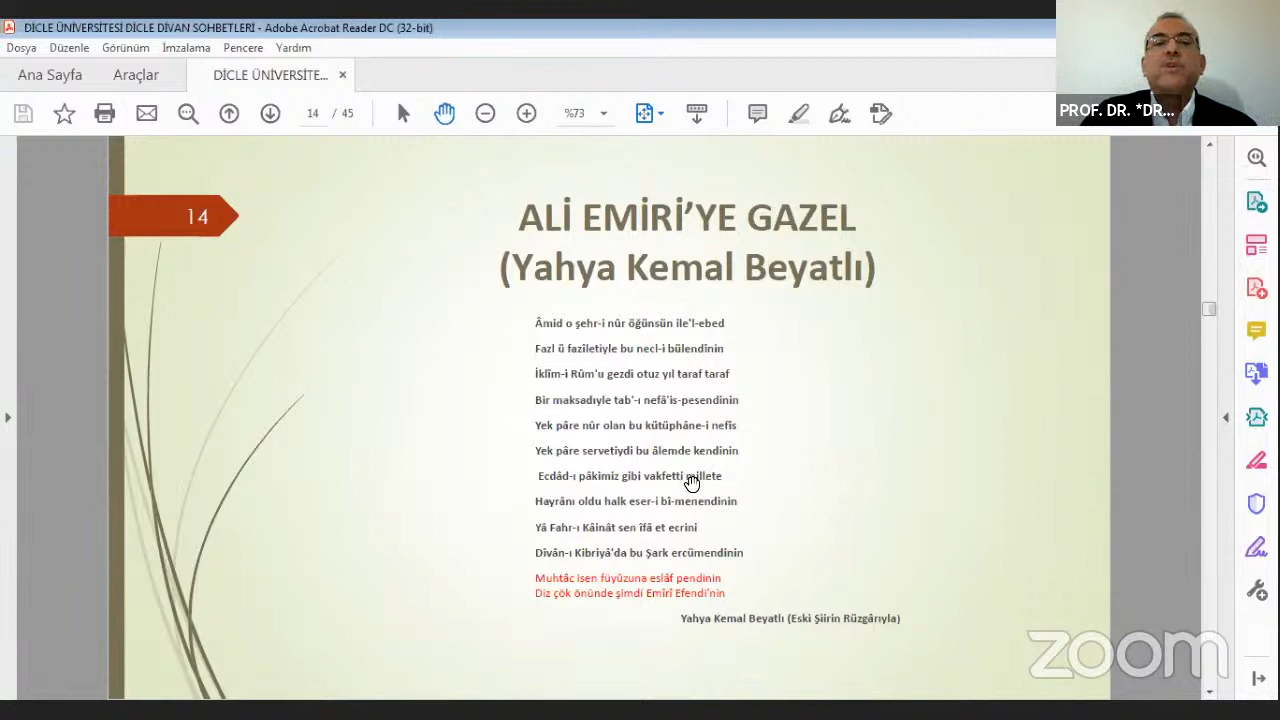 DİCLE ÜNİVERSİTESİ DİCLE DİVAN SOHBETLERİ - Adobe Acrobat Reader DC (32-bit)
Dosya Düzenle Görünüm İmzalama Pencere Yardım
Ana Sayfa Araçlar DİCLE ÜNİVERSİTE... ×
14 / 45 %73
PROF. DR. *DR...
14
ALİ EMİRİ’YE GAZEL
(Yahya Kemal Beyatlı)
Âmid o şehr-i nûr öğünsün ile'l-ebed
Fazl ü fazîletiyle bu necl-i bülendînin
İklîm-i Rûm'u gezdi otuz yıl taraf taraf
Bir maksadıyle tab'-ı nefâ'is-pesendinin
Yek pâre nûr olan bu kütüphâne-i nefîs
Yek pâre servetiydi bu âlemde kendinin
Ecdâd-ı pâkimiz gibi vakfetti millete
Hayrânı oldu halk eser-i bî-menendinin
Yâ Fahr-ı Kâinât sen îfâ et ecrini
Dîvân-ı Kibriyâ'da bu Şark ercümendinin
Muhtâc isen füyûzuna eslâf pendinin
Diz çök önünde şimdi Emîrî Efendi'nin
Yahya Kemal Beyatlı (Eski Şiirin Rüzgârıyla)
zoom